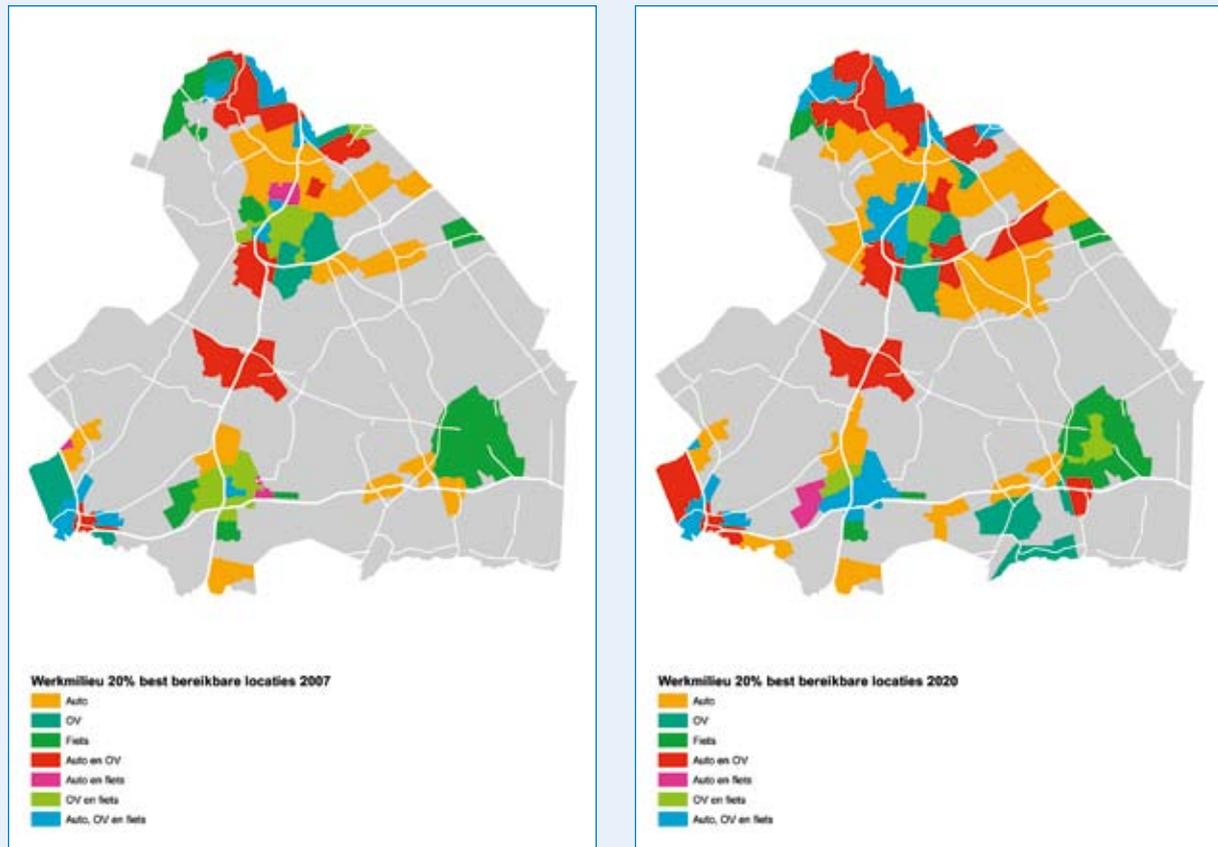 Werkmilieu 20% best bereikbare locaties 2007
Auto
OV
Fiets
Auto en OV
Auto en fiets
OV en fiets
Auto, OV en fiets
Werkmilieu 20% best bereikbare locaties 2020
Auto
OV
Fiets
Auto en OV
Auto en fiets
OV en fiets
Auto, OV en fiets